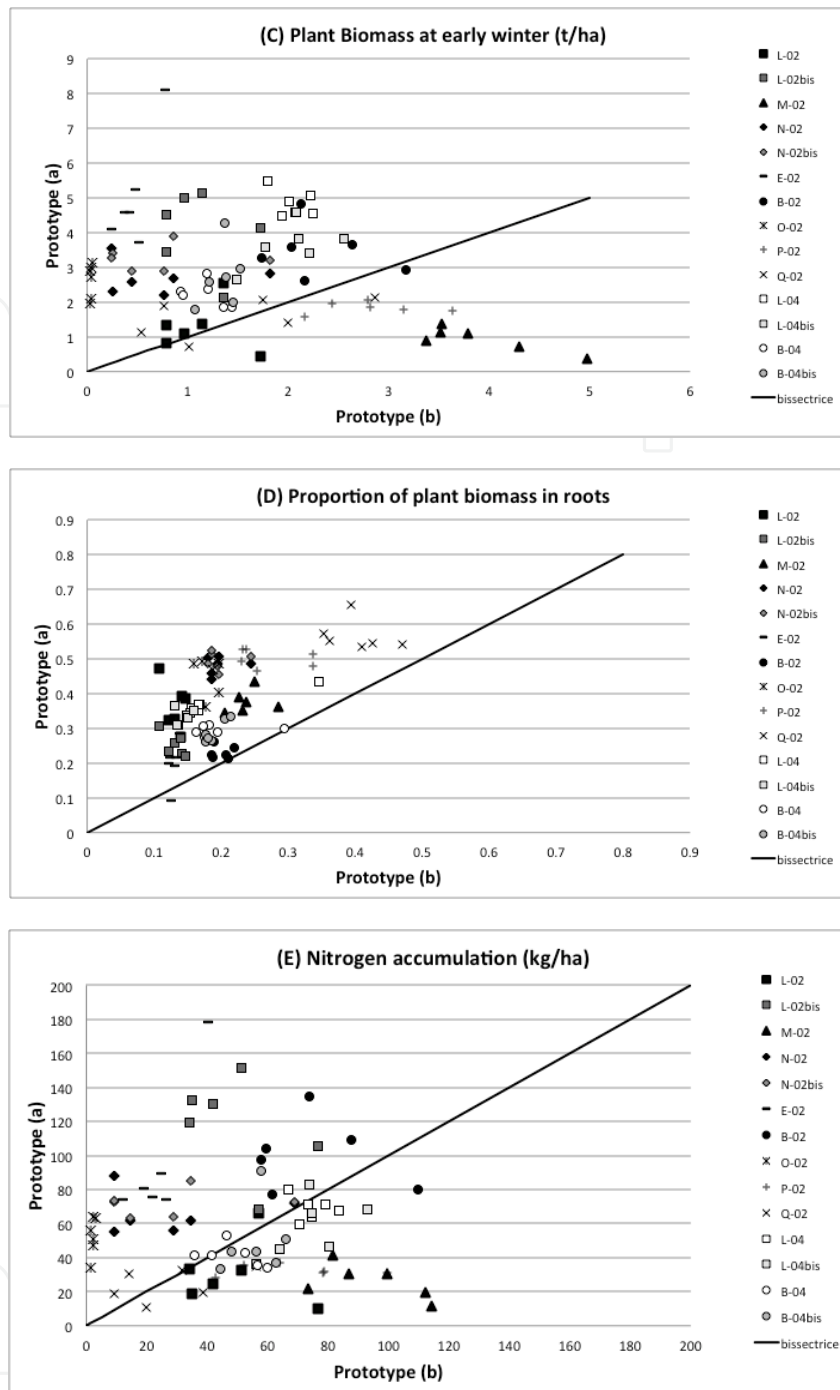 (C) Plant Biomass at early winter (t/ha)
9
8
7
6
5
4
3
2
1
0
Prototype (a)
0 1 2 3 4 5 6
Prototype (b)
L-02
L-02bis
M-02
N-02
N-02bis
E-02
B-02
O-02
P-02
Q-02
L-04
L-04bis
B-04
B-04bis
bissectrice
(D) Proportion of plant biomass in roots
0.9
0.8
0.7
0.6
0.5
0.4
0.3
0.2
0.1
0
Prototype (a)
0 0.1 0.2 0.3 0.4 0.5 0.6 0.7 0.8 0.9
Prototype (b)
L-02
L-02bis
M-02
N-02
N-02bis
E-02
B-02
O-02
P-02
Q-02
L-04
L-04bis
B-04
B-04bis
bissectrice
(E) Nitrogen accumulation (kg/ha)
200
180
160
140
120
100
80
60
40
20
0
Prototype (a)
0 20 40 60 80 100 120 140 160 180 200
Prototype (b)
L-02
L-02bis
M-02
N-02
N-02bis
E-02
B-02
O-02
P-02
Q-02
L-04
L-04bis
B-04
B-04bis
bissectrice